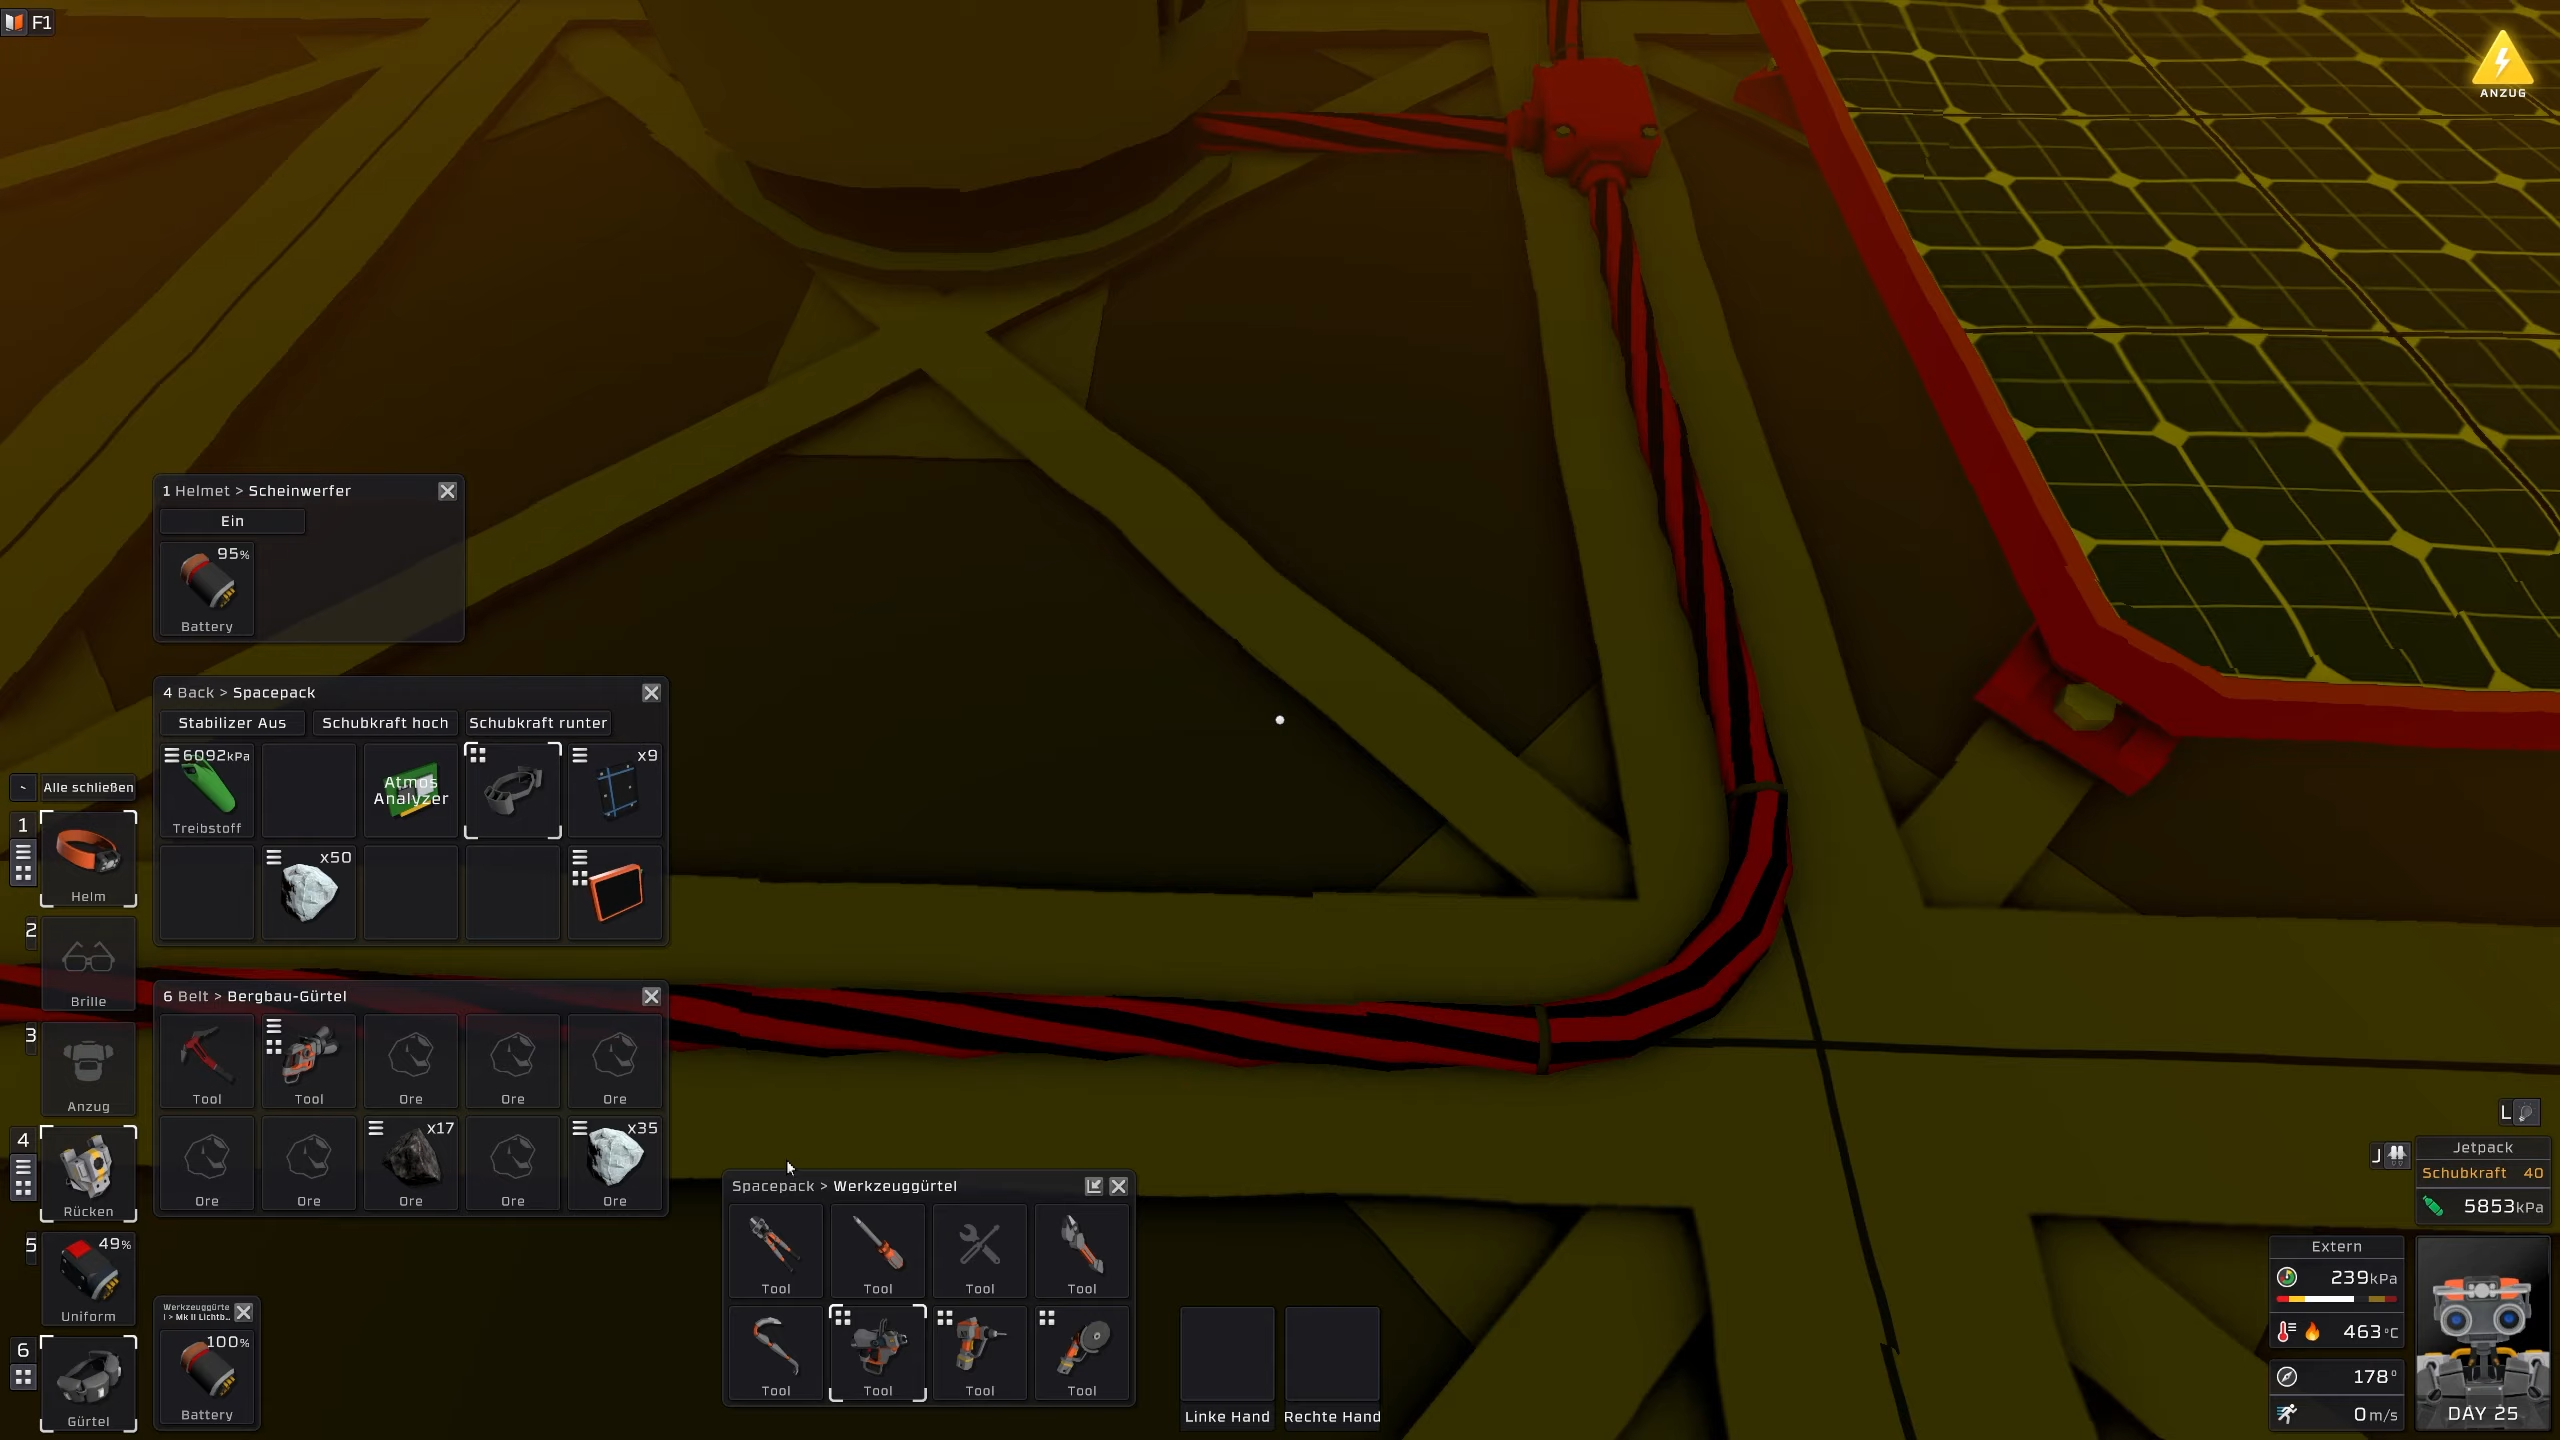 F1
ANZUG
1 Helmet > Scheinwerfer
Ein
95%
Battery
4 Back > Spacepack
Stabilizer Aus
Schubkraft hoch
Schubkraft runter
6092kPa
Treibstoff
Atmos
Analyzer
x9
x50
~
Alle schließen
1
Helm
2
Brille
3
Anzug
4
Rücken
5
49%
Uniform
6
Gürtel
6 Belt > Bergbau-Gürtel
Tool
Tool
Ore
Ore
Ore
Ore
Ore
x17
Ore
Ore
x35
Ore
Werkzeuggürte
l > Mk II Lichtb...
100%
Battery
Spacepack > Werkzeuggürtel
Tool
Tool
Tool
Tool
Tool
Tool
Tool
Tool
Linke Hand
Rechte Hand
L
J
Jetpack
Schubkraft 40
5853kPa
Extern
239kPa
463°C
178°
0m/s
DAY 25